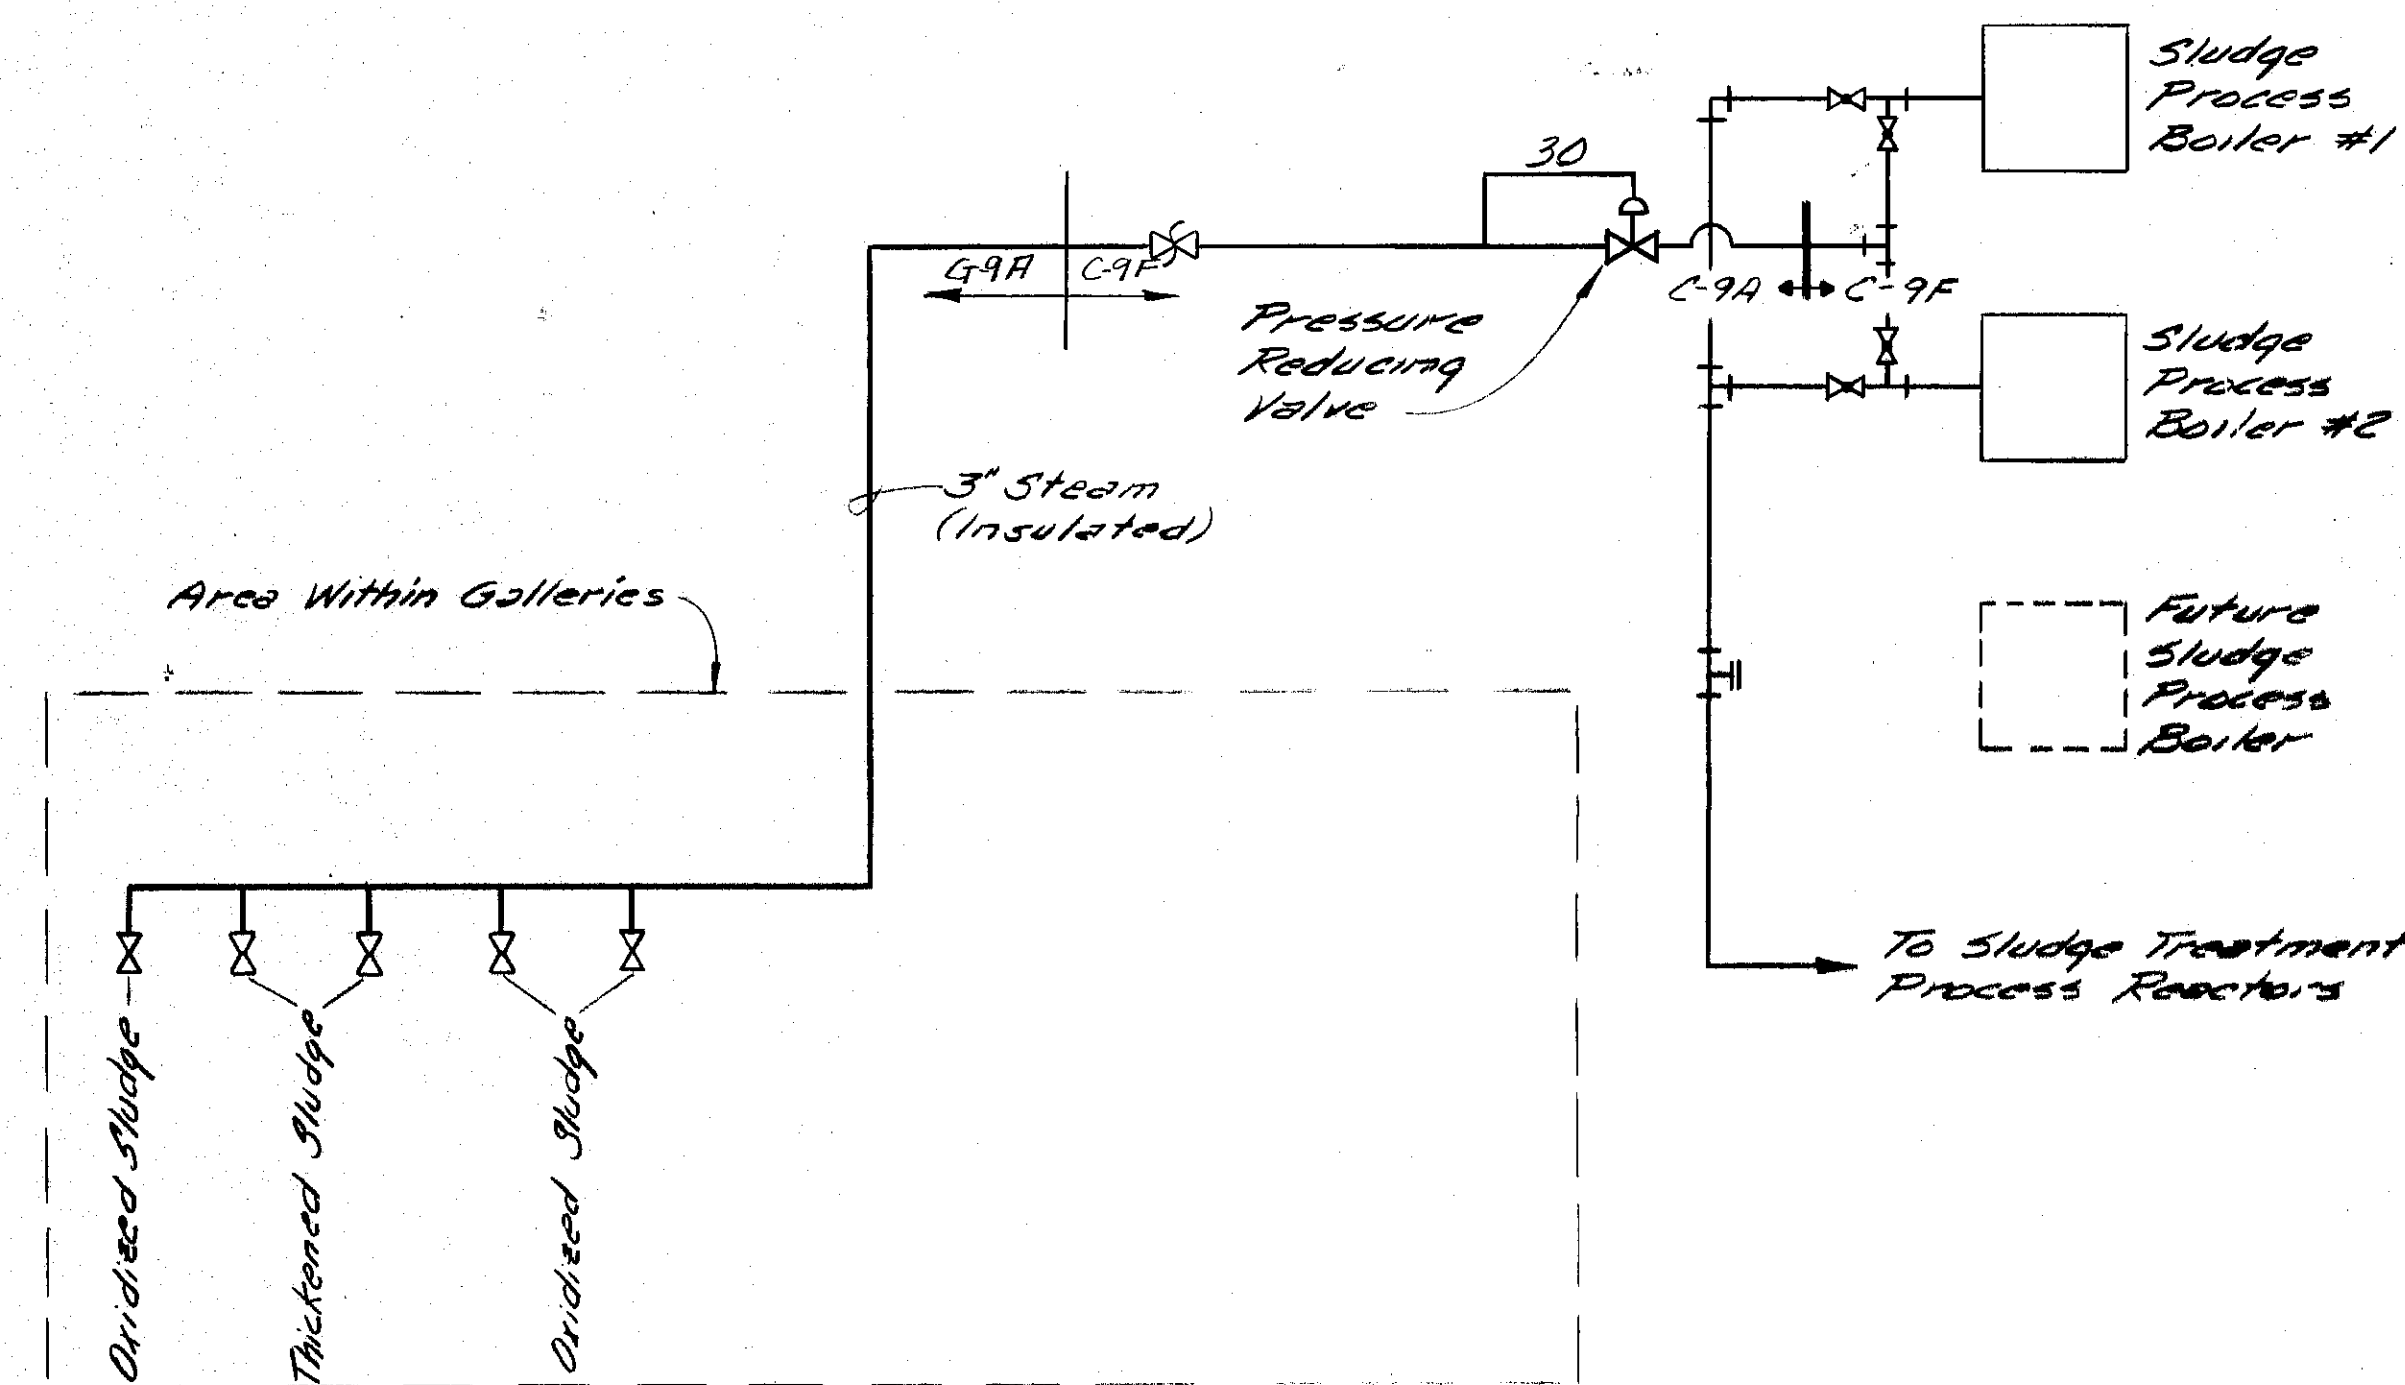 Sludge
Process
Boiler #1
30
G-9A
C-9F
C-9A
C-9F
Pressure
Reducing
Valve
Sludge
Process
Boiler #2
3" Steam
(Insulated)
Area Within Galleries
Future
Sludge
Process
Boiler
To Sludge Treatment
Process Reactors
Oxidized Sludge
Thickened Sludge
Oxidized Sludge